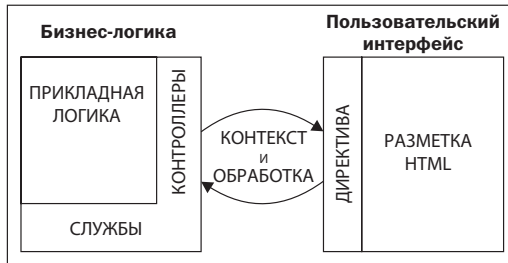 Бизнес-логика
Пользовательский
интерфейс
ПРИКЛАДНАЯ
ЛОГИКА
КОНТРОЛЛЕРЫ
СЛУЖБЫ
КОНТЕКСТ
И
ОБРАБОТКА
ДИРЕКТИВА
РАЗМЕТКА
HTML